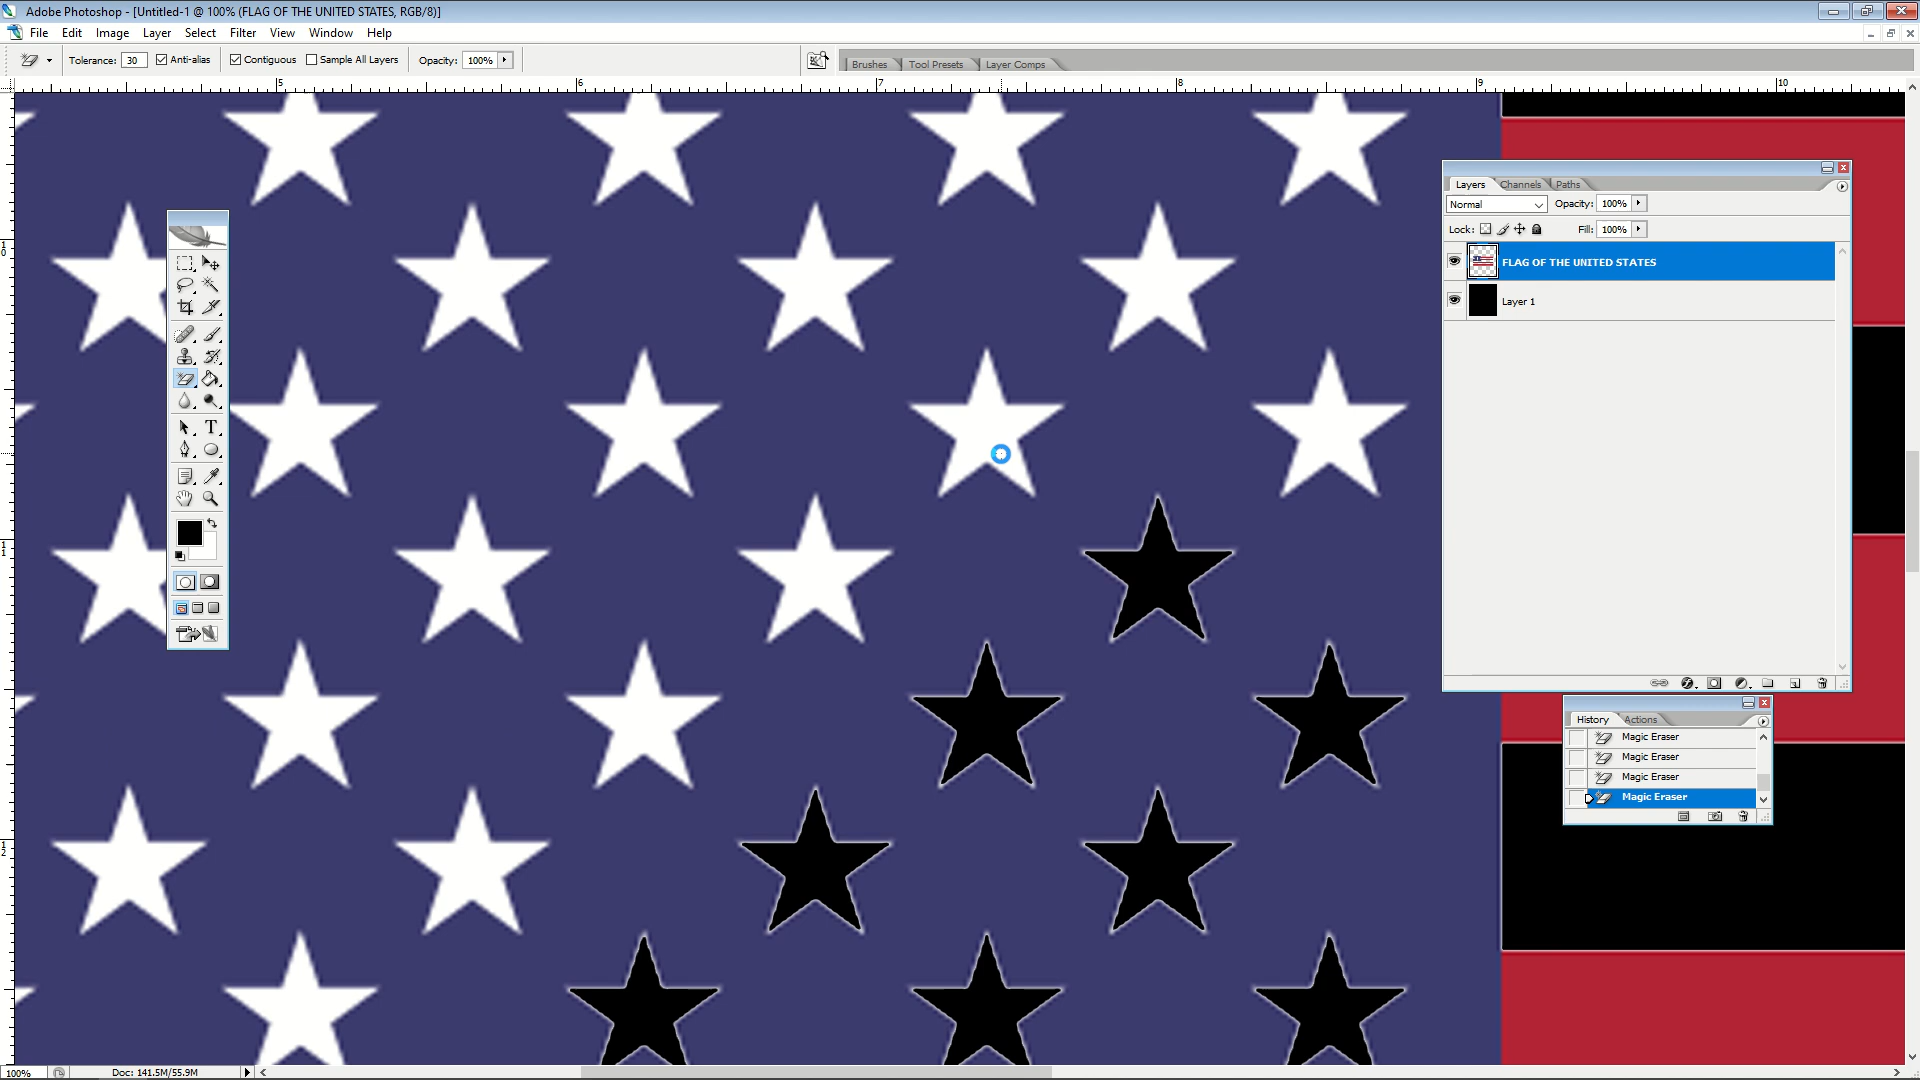 Adobe Photoshop - [Untitled-1 @ 100% (FLAG OF THE UNITED STATES, RGB/8)]
File Edit Image Layer Select Filter View Window Help
Tolerance: 30 Anti-alias Contiguous Sample All Layers Opacity: 100% Brushes Tool Presets Layer Comps
5 6 7 8 9 10
Layers Channels Paths
Normal Opacity: 100%
Lock: Fill: 100%
FLAG OF THE UNITED STATES
Layer 1
10
11
12
T
History Actions
Magic Eraser
Magic Eraser
Magic Eraser
Magic Eraser
100% Doc: 141.5M/55.9M